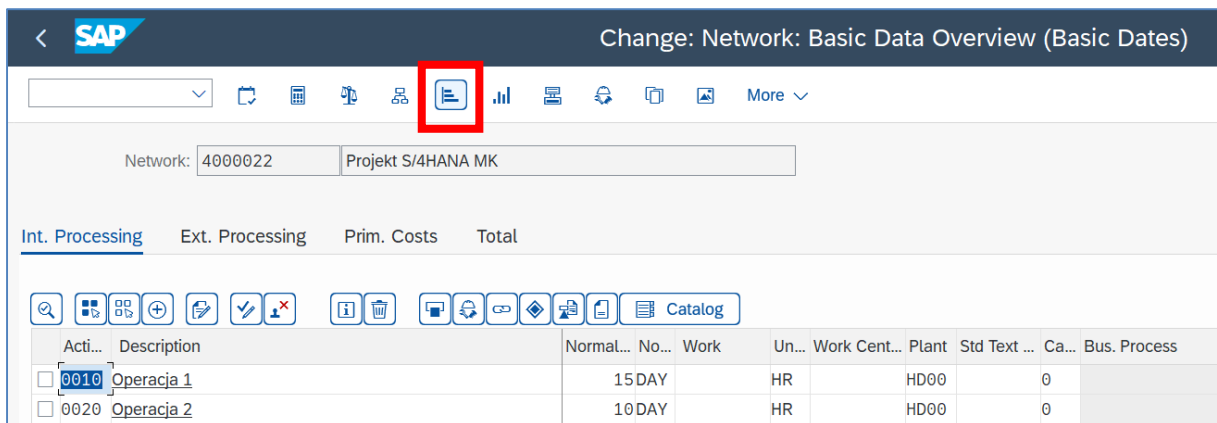 SAP Change: Network: Basic Data Overview (Basic Dates)
More
Network: 4000022 Projekt S/4HANA MK
Int. Processing Ext. Processing Prim. Costs Total
Catalog
Acti... Description Normal... No... Work Un... Work Cent... Plant Std Text ... Ca... Bus. Process
0010 Operacja 1 15 DAY HR HD00 0
0020 Operacja 2 10 DAY HR HD00 0